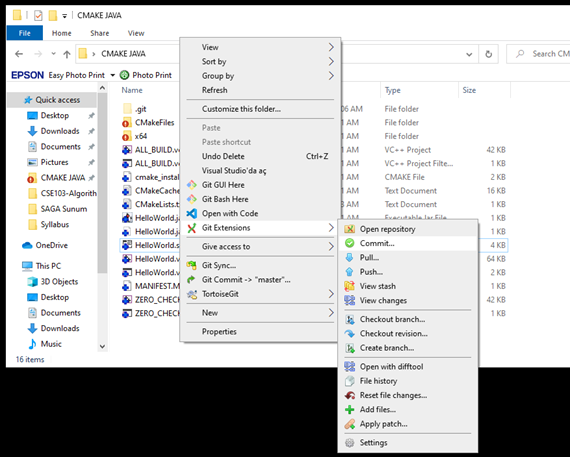 CMAKE JAVA
File
Home
Share
View
CMAKE JAVA
Search CM
EPSON Easy Photo Print Photo Print
Quick access
Desktop
Downloads
Documents
Pictures
CMAKE JAVA
CSE103-Algorith
SAGA Sunum
Syllabus
OneDrive
This PC
3D Objects
Desktop
Documents
Downloads
Music
16 items
Name
Type
Size
.git
06 AM
File folder
CMakeFiles
File folder
x64
File folder
ALL_BUILD.v
VC++ Project
42 KB
ALL_BUILD.v
VC++ Project Filte...
1 KB
cmake_instal
CMAKE File
2 KB
CMakeCache
Text Document
16 KB
CMakeLists.t
Text Document
1 KB
HelloWorld.j
Executable Jar File
HelloWorld.j
HelloWorld.s
4 KB
HelloWorld.v
64 KB
HelloWorld.v
2 KB
MANIFEST.M
1 KB
ZERO_CHECK
42 KB
ZERO_CHECK
1 KB
View
Sort by
Group by
Refresh
Customize this folder...
Paste
Paste shortcut
Undo Delete Ctrl+Z
Visual Studio'da aç
Git GUI Here
Git Bash Here
Open with Code
Git Extensions
Give access to
Git Sync...
Git Commit -> "master"...
TortoiseGit
New
Properties
Open repository
Commit...
Pull...
Push...
View stash
View changes
Checkout branch...
Checkout revision...
Create branch...
Open with difftool
File history
Reset file changes...
Add files...
Apply patch...
Settings